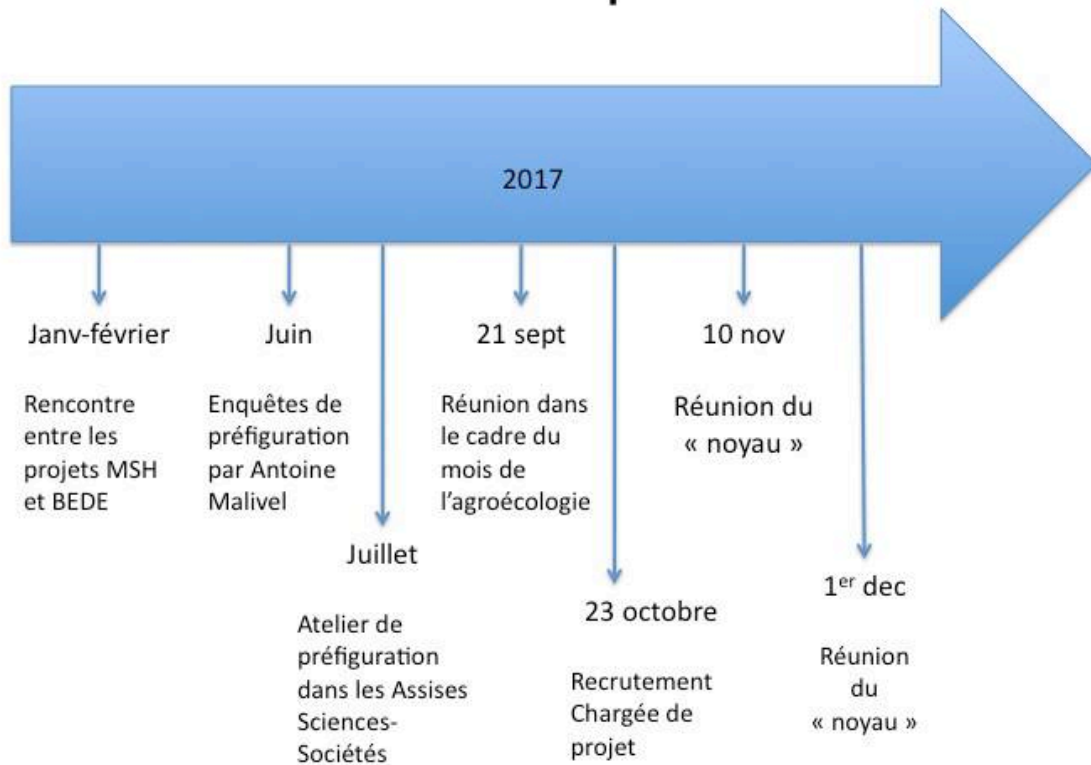 2017
Janv-février
Rencontre
entre les
projets MSH
et BEDE
Juin
Enquêtes de
préfiguration
par Antoine
Malivel
Juillet
Atelier de
préfiguration
dans les Assises
Sciences-
Sociétés
21 sept
Réunion dans
le cadre du
mois de
l’agroécologie
23 octobre
Recrutement
Chargée de
projet
10 nov
Réunion du
« noyau »
1er dec
Réunion
du
« noyau »